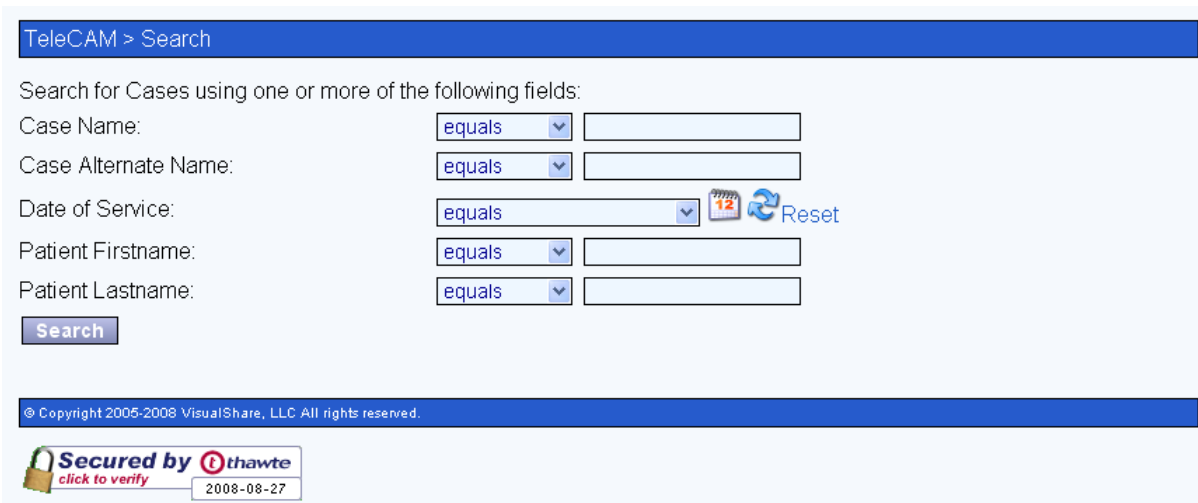 TeleCAM > Search
Search for Cases using one or more of the following fields:
Case Name: equals
Case Alternate Name: equals
Date of Service: equals 12 Reset
Patient Firstname: equals
Patient Lastname: equals
Search
© Copyright 2005-2008 VisualShare, LLC All rights reserved.
Secured by thawte
click to verify
2008-08-27